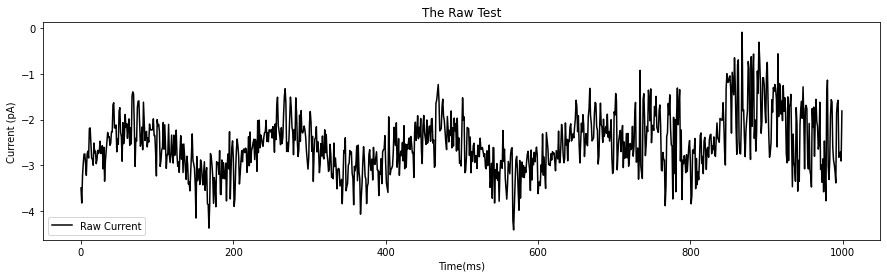 The Raw Test
0
−1
−2
−3
−4
Current (pA)
Raw Current
0 200 400 600 800 1000
Time(ms)